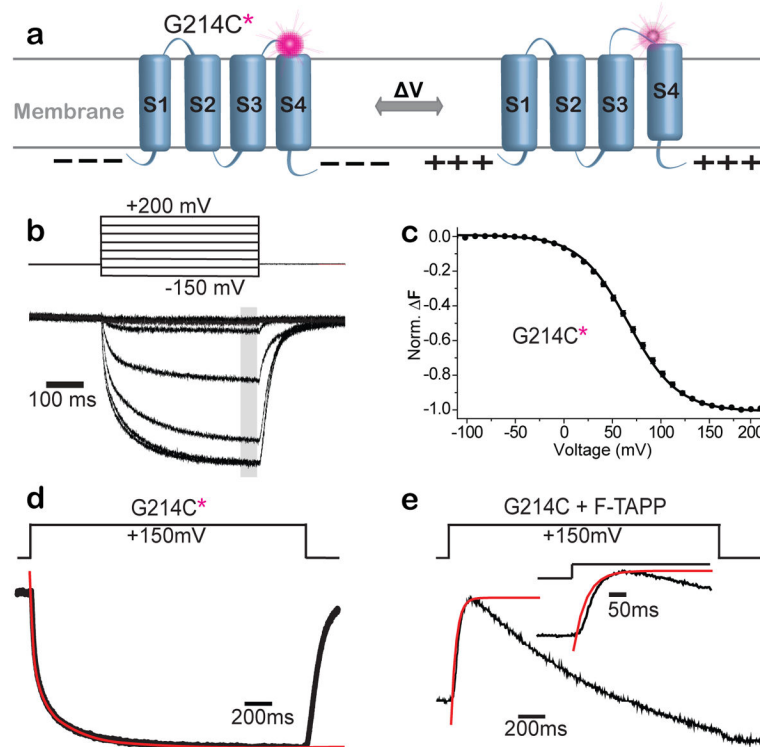 a
G214C*
S1 S2 S3 S4
Membrane
ΔV
S1 S2 S3 S4
– – – – – – + + + + + +
b
+200 mV
-150 mV
100 ms
c
0.0
-0.2
-0.4
-0.6
-0.8
-1.0
Norm. ΔF
G214C*
-100 -50 0 50 100 150 200
Voltage (mV)
d
G214C*
+150mV
200ms
e
G214C + F-TAPP
+150mV
50ms
200ms